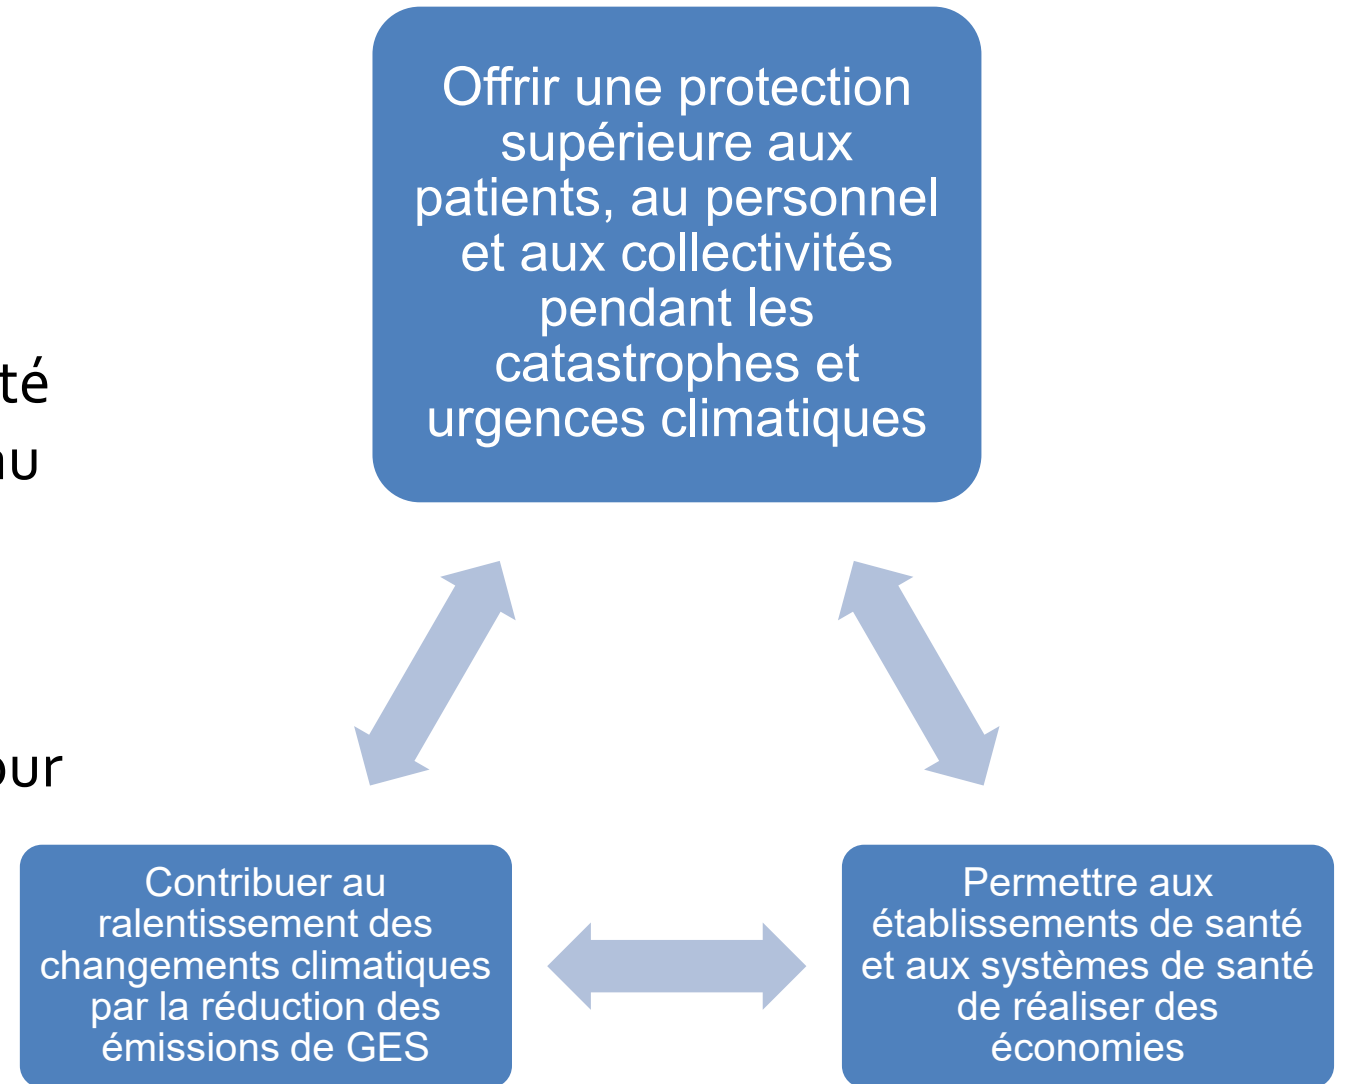 Offrir une protection
supérieure aux
patients, au personnel
et aux collectivités
pendant les
catastrophes et
urgences climatiques
té
our
Contribuer au
ralentissement des
changements climatiques
par la réduction des
émissions de GES
Permettre aux
établissements de santé
et aux systèmes de santé
de réaliser des
économies